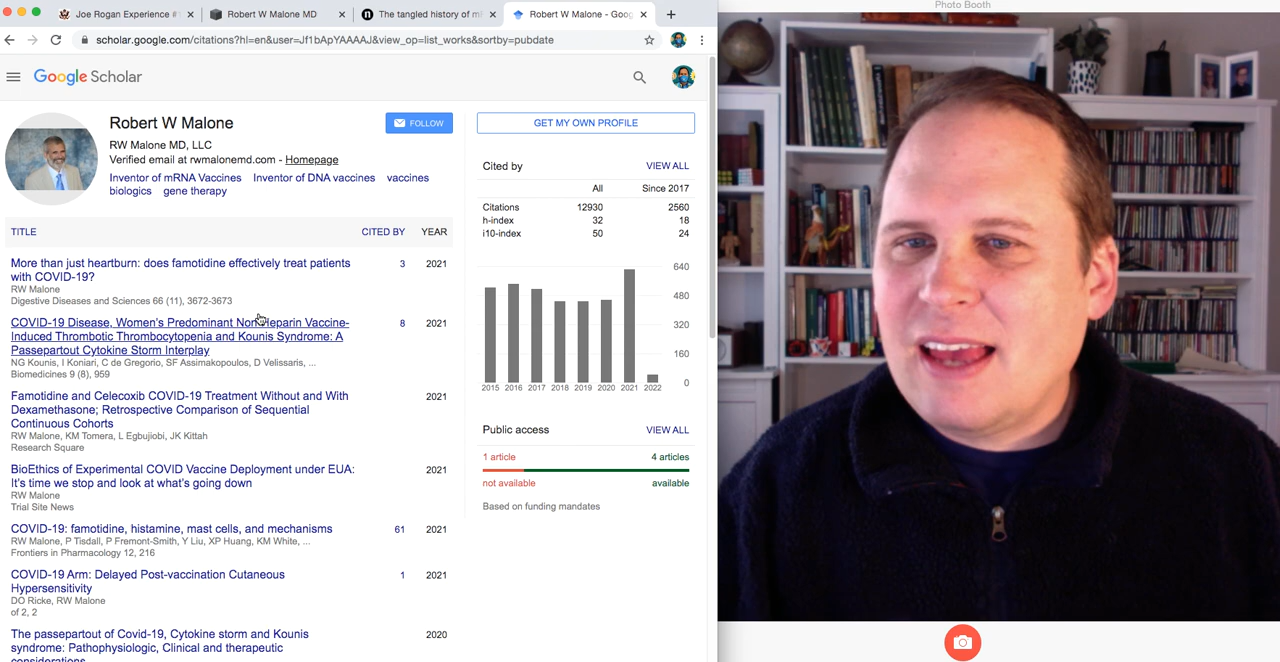 Joe Rogan Experience #
Robert W Malone MD
The tangled history of m
Robert W Malone - Goog
Photo Booth
scholar.google.com/citations?hl=en&user=Jf1bApYAAAAJ&view_op=list_works&sortby=pubdate
Google Scholar
Robert W Malone
FOLLOW
RW Malone MD, LLC
Verified email at rwmalonemd.com - Homepage
Inventor of mRNA Vaccines Inventor of DNA vaccines vaccines
biologics gene therapy
TITLE CITED BY YEAR
More than just heartburn: does famotidine effectively treat patients 3 2021
with COVID-19?
RW Malone
Digestive Diseases and Sciences 66 (11), 3672-3673
COVID-19 Disease, Women's Predominant Non-Heparin Vaccine- 8 2021
Induced Thrombotic Thrombocytopenia and Kounis Syndrome: A
Passepartout Cytokine Storm Interplay
NG Kounis, I Koniari, C de Gregorio, SF Assimakopoulos, D Velissaris, ...
Biomedicines 9 (8), 959
Famotidine and Celecoxib COVID-19 Treatment Without and With 2021
Dexamethasone; Retrospective Comparison of Sequential
Continuous Cohorts
RW Malone, KM Tomera, L Egbujiobi, JK Kittah
Research Square
BioEthics of Experimental COVID Vaccine Deployment under EUA: 2021
It's time we stop and look at what's going down
RW Malone
Trial Site News
COVID-19: famotidine, histamine, mast cells, and mechanisms 61 2021
RW Malone, P Tisdall, P Fremont-Smith, Y Liu, XP Huang, KM White, ...
Frontiers in Pharmacology 12, 216
COVID-19 Arm: Delayed Post-vaccination Cutaneous 1 2021
Hypersensitivity
DO Ricke, RW Malone
of 2, 2
The passepartout of Covid-19, Cytokine storm and Kounis 2020
syndrome: Pathophysiologic, Clinical and therapeutic
considerations
GET MY OWN PROFILE
Cited by VIEW ALL
All Since 2017
Citations 12930 2560
h-index 32 18
i10-index 50 24
640
480
320
160
0
2015 2016 2017 2018 2019 2020 2021 2022
Public access VIEW ALL
1 article 4 articles
not available available
Based on funding mandates